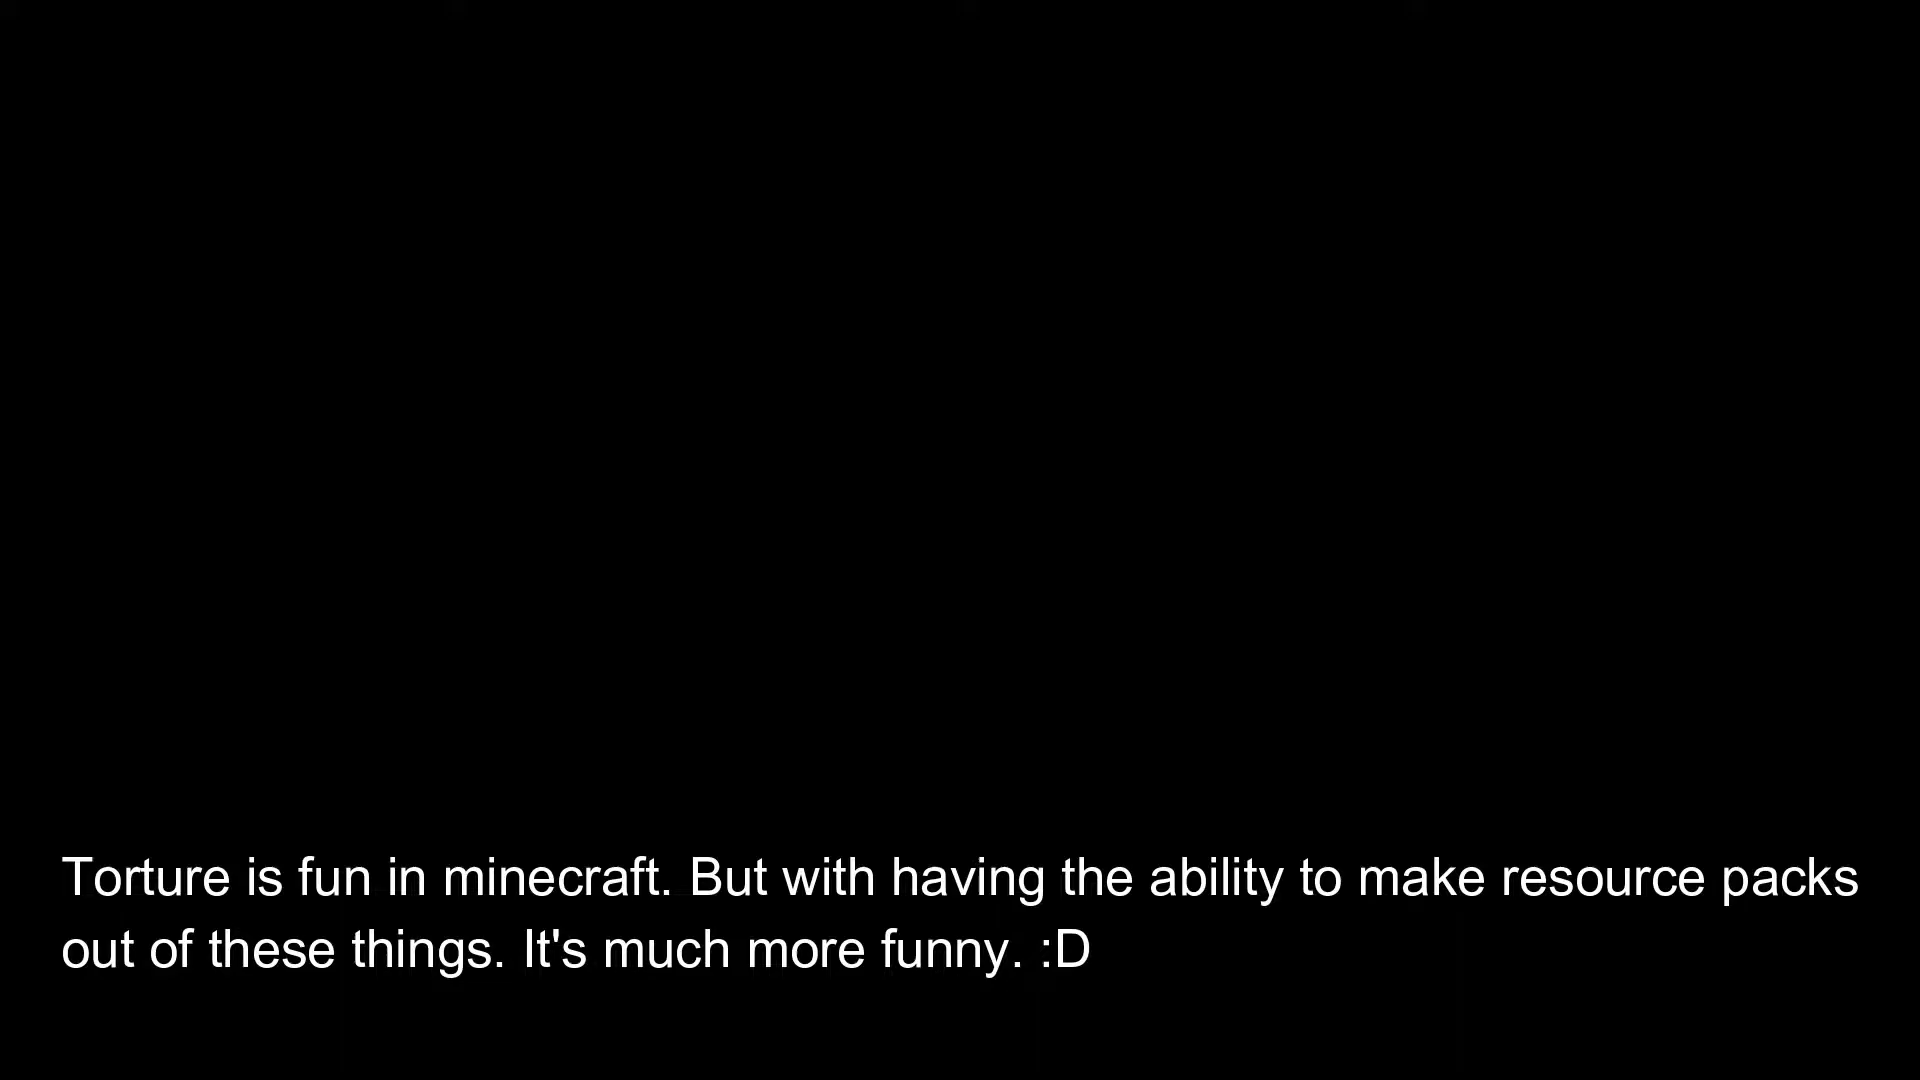 Torture is fun in minecraft. But with having the ability to make resource packs
out of these things. It's much more funny. :D